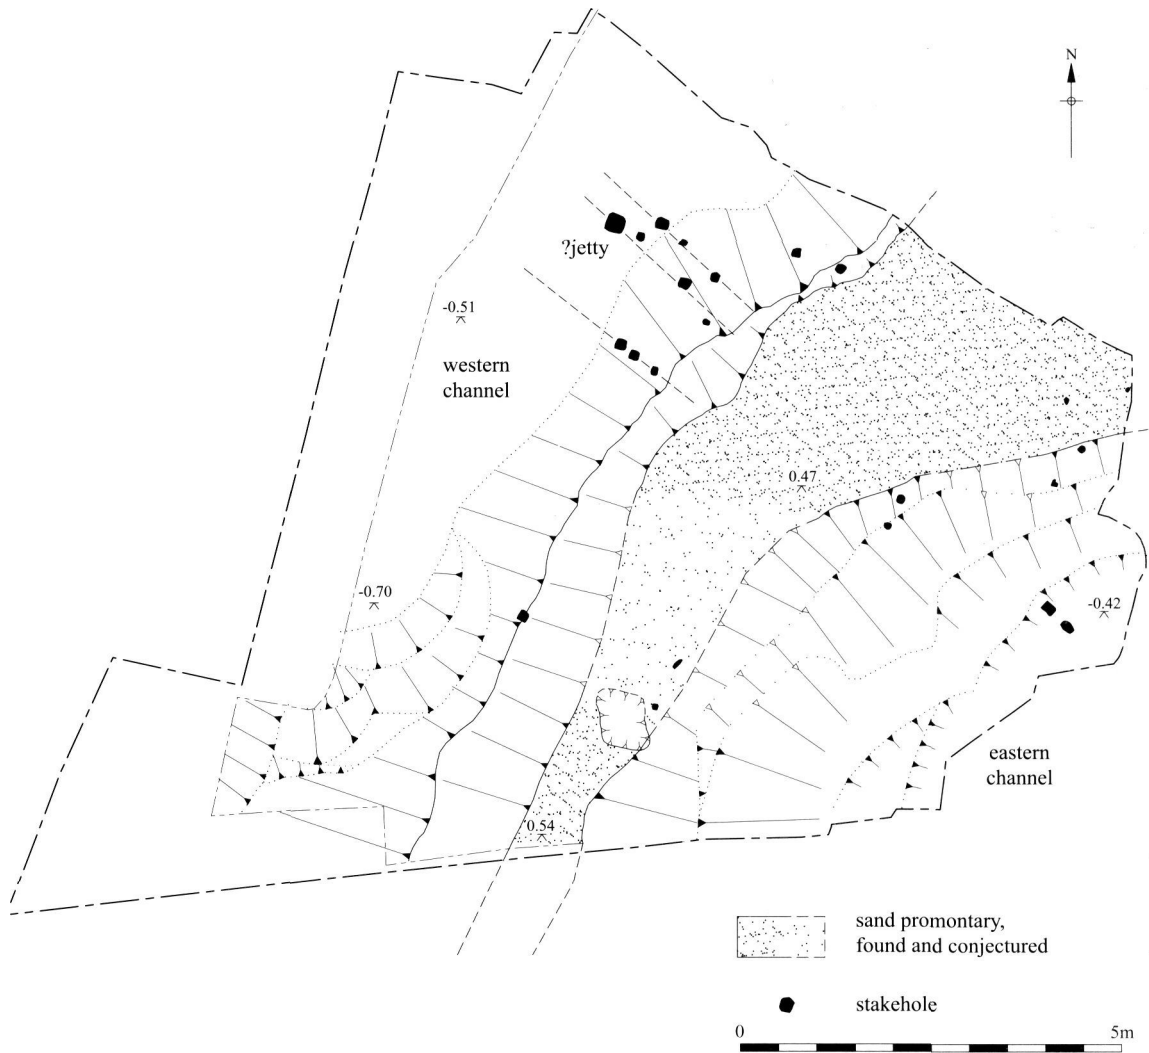 N
?jetty
-0.51
western
channel
0.47
-0.70
-0.42
eastern
channel
0.54
sand promontary,
found and conjectured
stakehole
0 5m